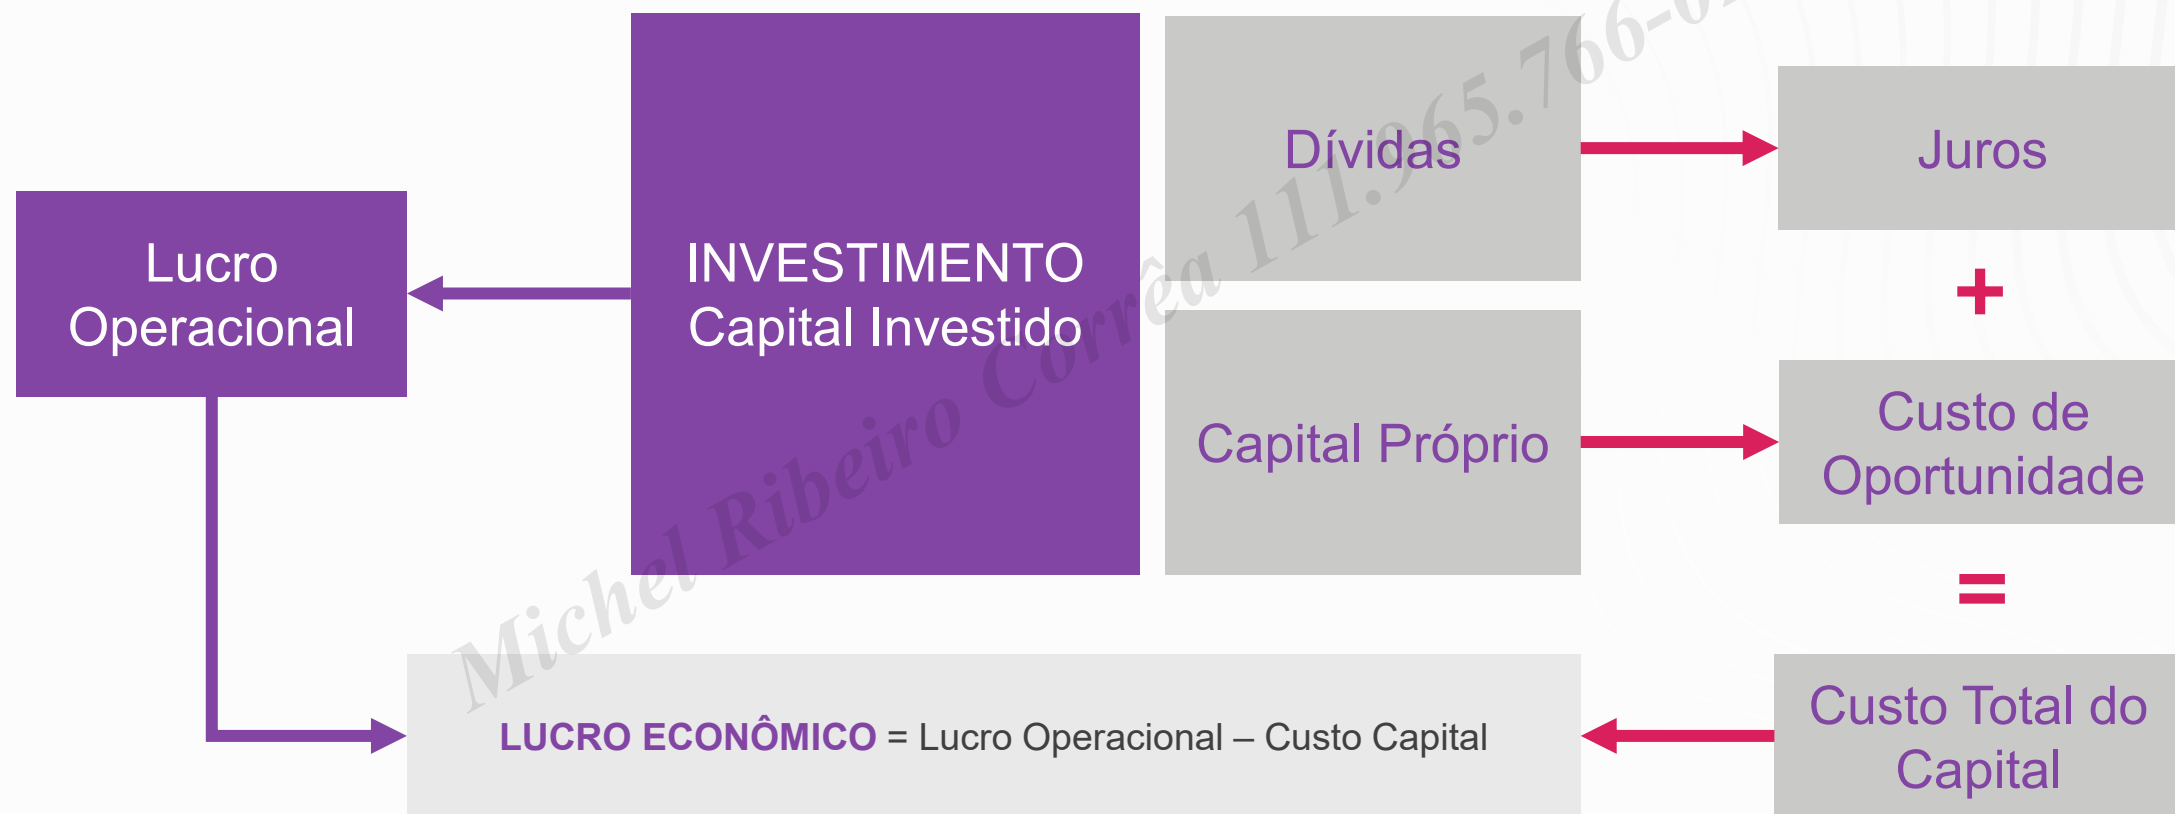 Lucro
Operacional
INVESTIMENTO
Capital Investido
Dívidas
Capital Próprio
Juros
+
Custo de
Oportunidade
=
Custo Total do
Capital
LUCRO ECONÔMICO = Lucro Operacional – Custo Capital
Michel Ribeiro Corrêa 111.965.766-